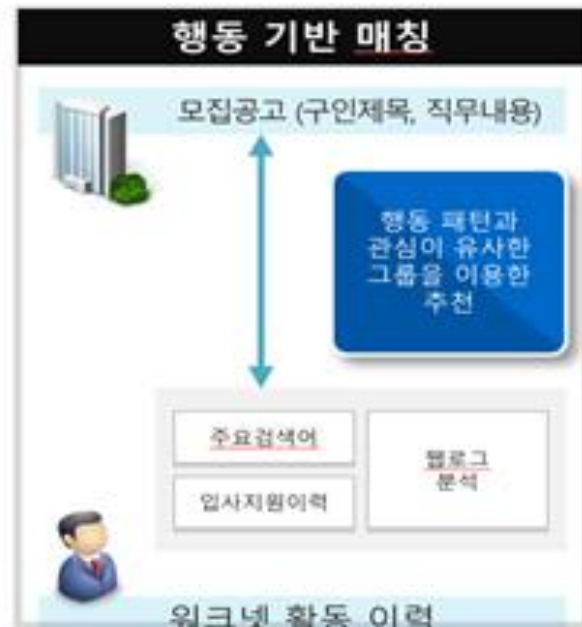 행동 기반 매칭
모집공고 (구인제목, 직무내용)
행동 패턴과
관심이 유사한
그룹을 이용한
추천
주요검색어
입사지원이력
웹로그
분석
워크넷 활동 이력